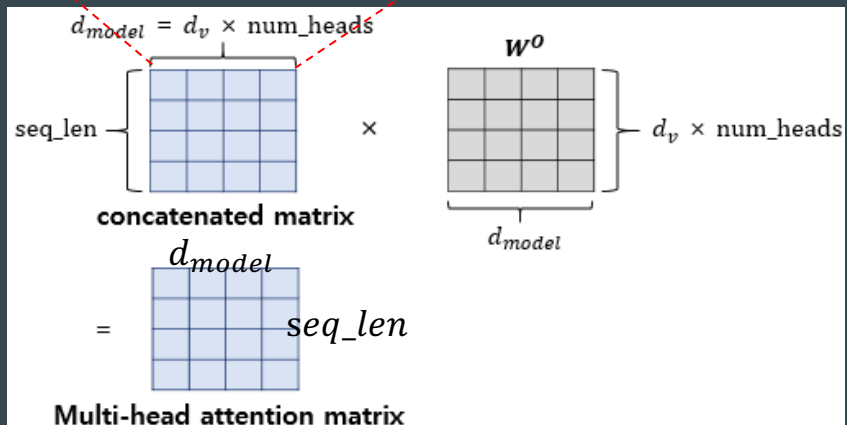 d_model = d_v × num_heads
W^O
seq_len
×
d_v × num_heads
concatenated matrix
d_model
d_model
=
seq_len
Multi-head attention matrix